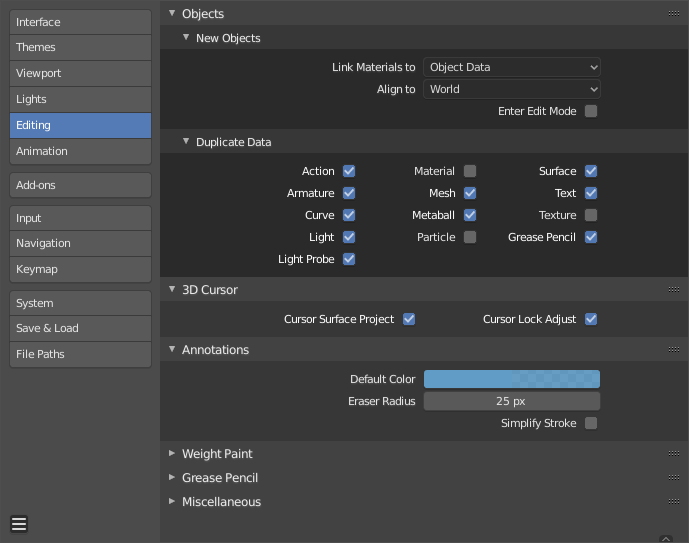 Interface
Themes
Viewport
Lights
Editing
Animation
Add-ons
Input
Navigation
Keymap
System
Save & Load
File Paths
Objects
New Objects
Link Materials to Object Data
Align to World
Enter Edit Mode
Duplicate Data
Action Material Surface
Armature Mesh Text
Curve Metaball Texture
Light Particle Grease Pencil
Light Probe
3D Cursor
Cursor Surface Project Cursor Lock Adjust
Annotations
Default Color
Eraser Radius 25 px
Simplify Stroke
Weight Paint
Grease Pencil
Miscellaneous